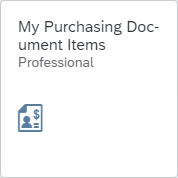 My Purchasing Doc-
ument Items
Professional
$